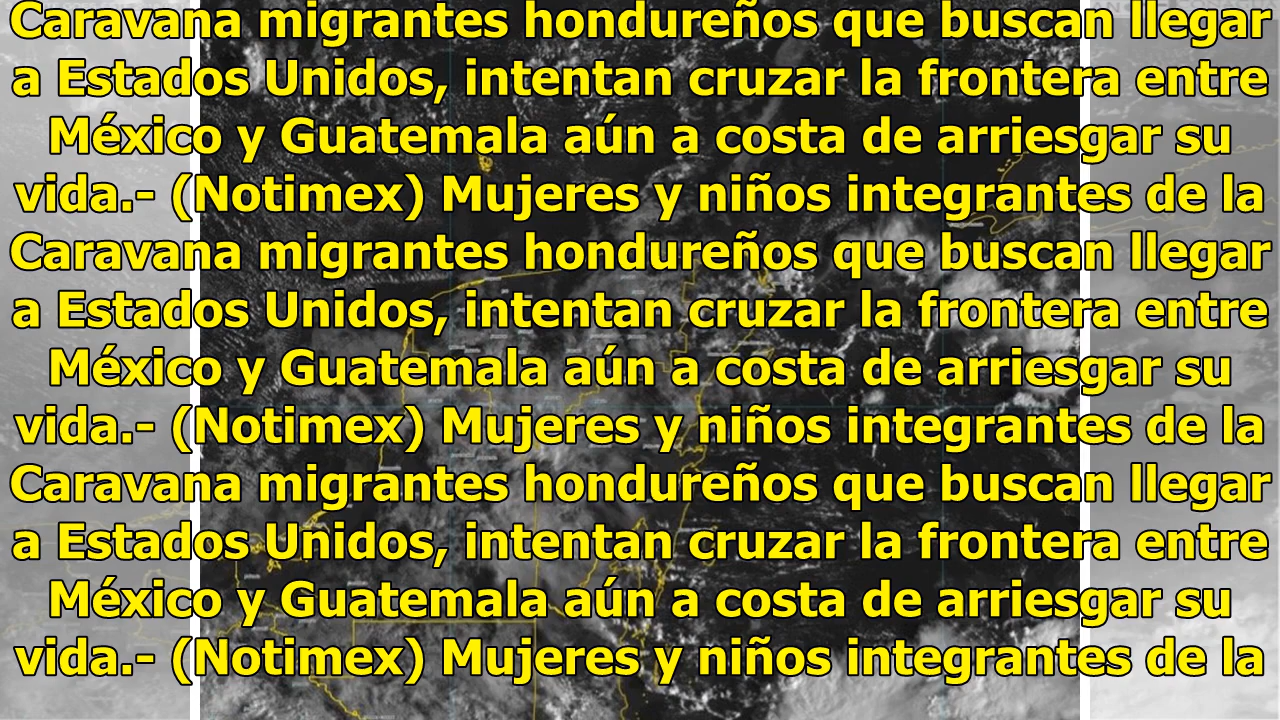 Caravana migrantes hondureños que buscan llegar
a Estados Unidos, intentan cruzar la frontera entre
México y Guatemala aún a costa de arriesgar su
vida.- (Notimex) Mujeres y niños integrantes de la
Caravana migrantes hondureños que buscan llegar
a Estados Unidos, intentan cruzar la frontera entre
México y Guatemala aún a costa de arriesgar su
vida.- (Notimex) Mujeres y niños integrantes de la
Caravana migrantes hondureños que buscan llegar
a Estados Unidos, intentan cruzar la frontera entre
México y Guatemala aún a costa de arriesgar su
vida.- (Notimex) Mujeres y niños integrantes de la